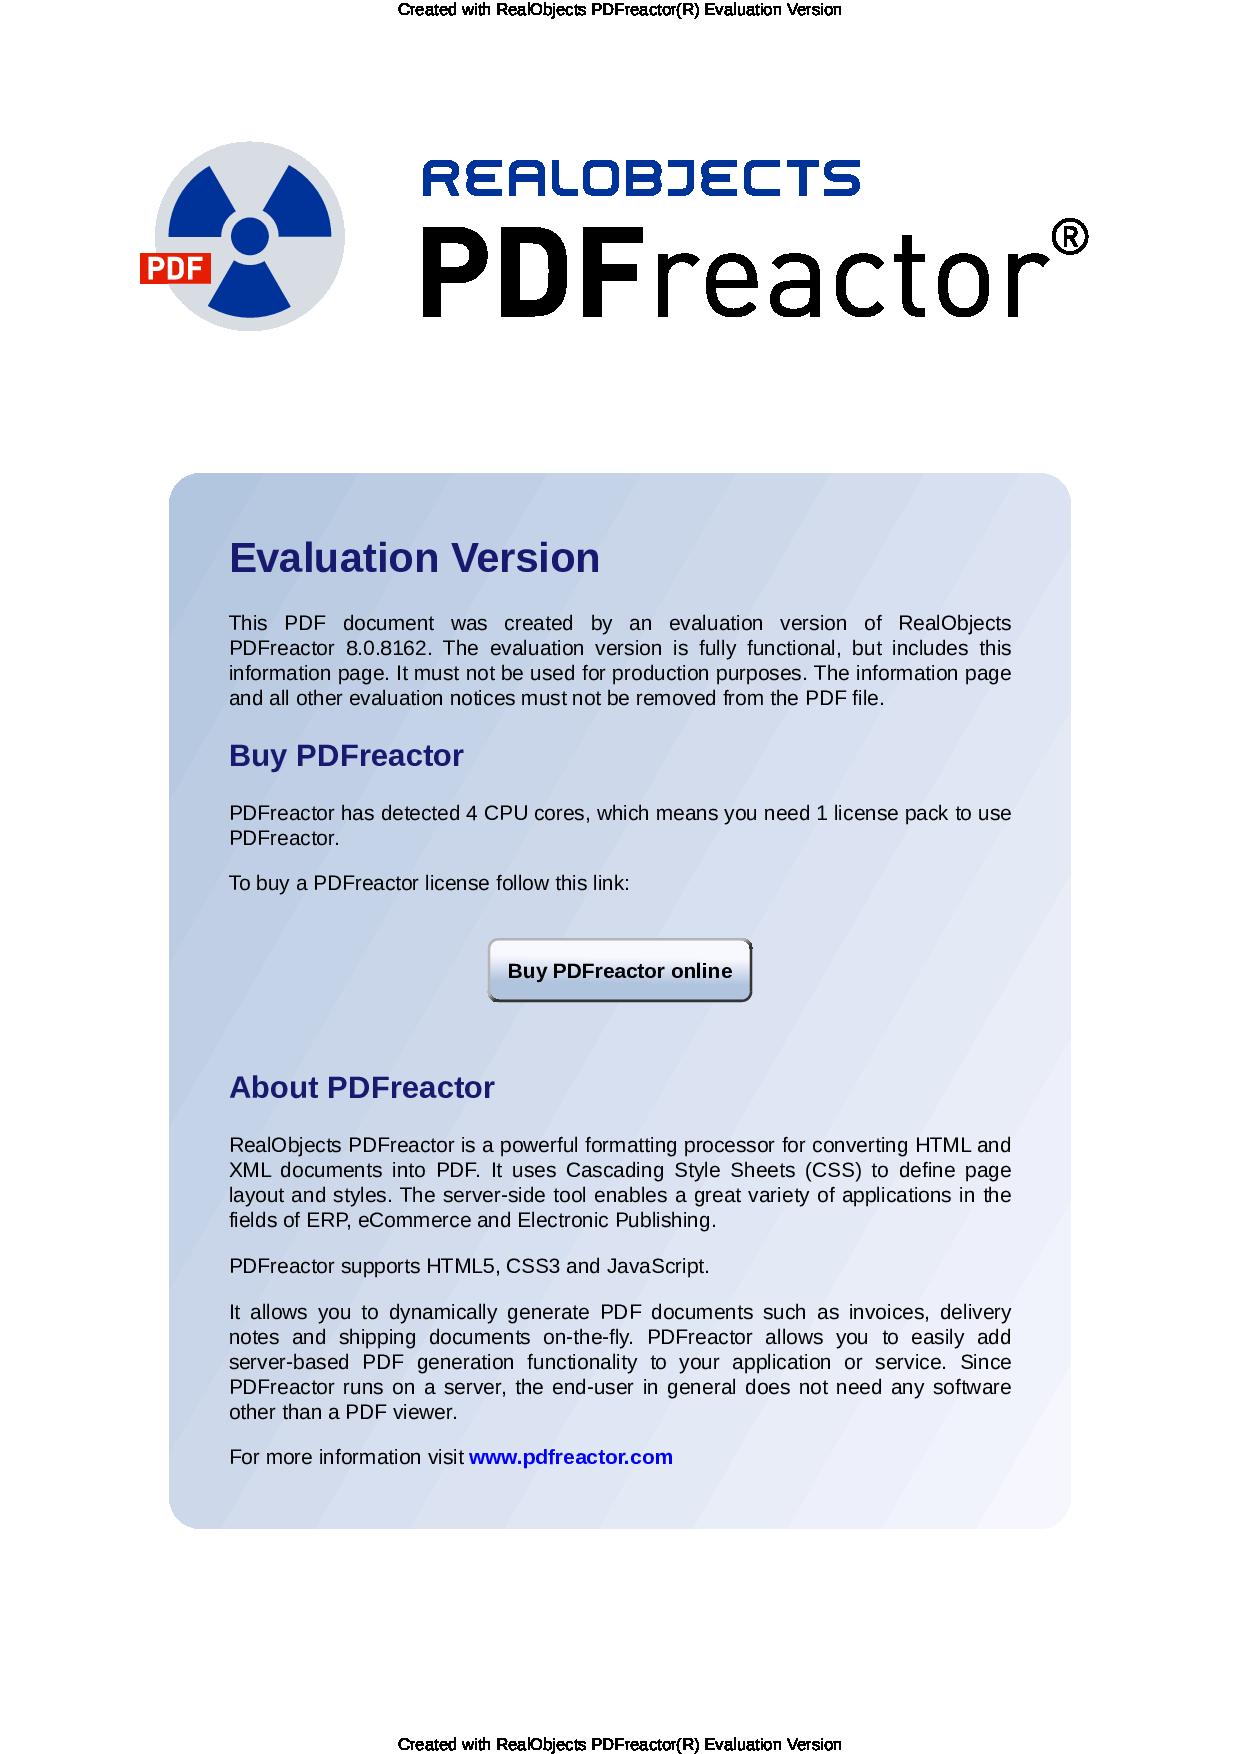 Created with RealObjects PDFreactor(R) Evaluation Version
REALOBJECTS
PDFreactor®
PDF
Evaluation Version
This PDF document was created by an evaluation version of RealObjects
PDFreactor 8.0.8162. The evaluation version is fully functional, but includes this
information page. It must not be used for production purposes. The information page
and all other evaluation notices must not be removed from the PDF file.
Buy PDFreactor
PDFreactor has detected 4 CPU cores, which means you need 1 license pack to use
PDFreactor.
To buy a PDFreactor license follow this link:
Buy PDFreactor online
About PDFreactor
RealObjects PDFreactor is a powerful formatting processor for converting HTML and
XML documents into PDF. It uses Cascading Style Sheets (CSS) to define page
layout and styles. The server-side tool enables a great variety of applications in the
fields of ERP, eCommerce and Electronic Publishing.
PDFreactor supports HTML5, CSS3 and JavaScript.
It allows you to dynamically generate PDF documents such as invoices, delivery
notes and shipping documents on-the-fly. PDFreactor allows you to easily add
server-based PDF generation functionality to your application or service. Since
PDFreactor runs on a server, the end-user in general does not need any software
other than a PDF viewer.
For more information visit www.pdfreactor.com
Created with RealObjects PDFreactor(R) Evaluation Version